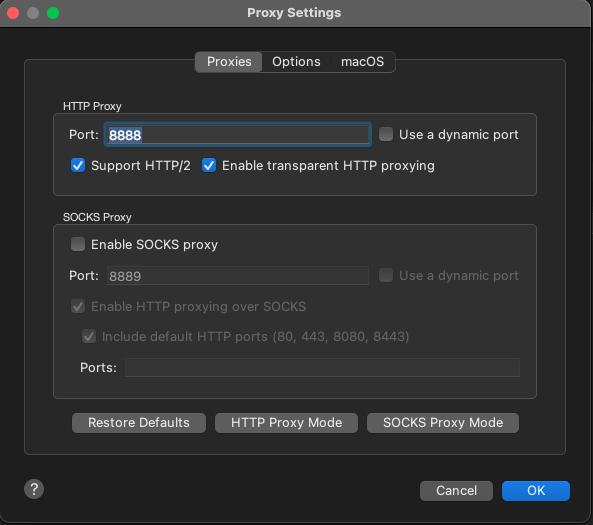 Proxy Settings
Proxies Options macOS
HTTP Proxy
Port: 8888 Use a dynamic port
Support HTTP/2 Enable transparent HTTP proxying
SOCKS Proxy
Enable SOCKS proxy
Port: 8889 Use a dynamic port
Enable HTTP proxying over SOCKS
Include default HTTP ports (80, 443, 8080, 8443)
Ports:
Restore Defaults HTTP Proxy Mode SOCKS Proxy Mode
? Cancel OK